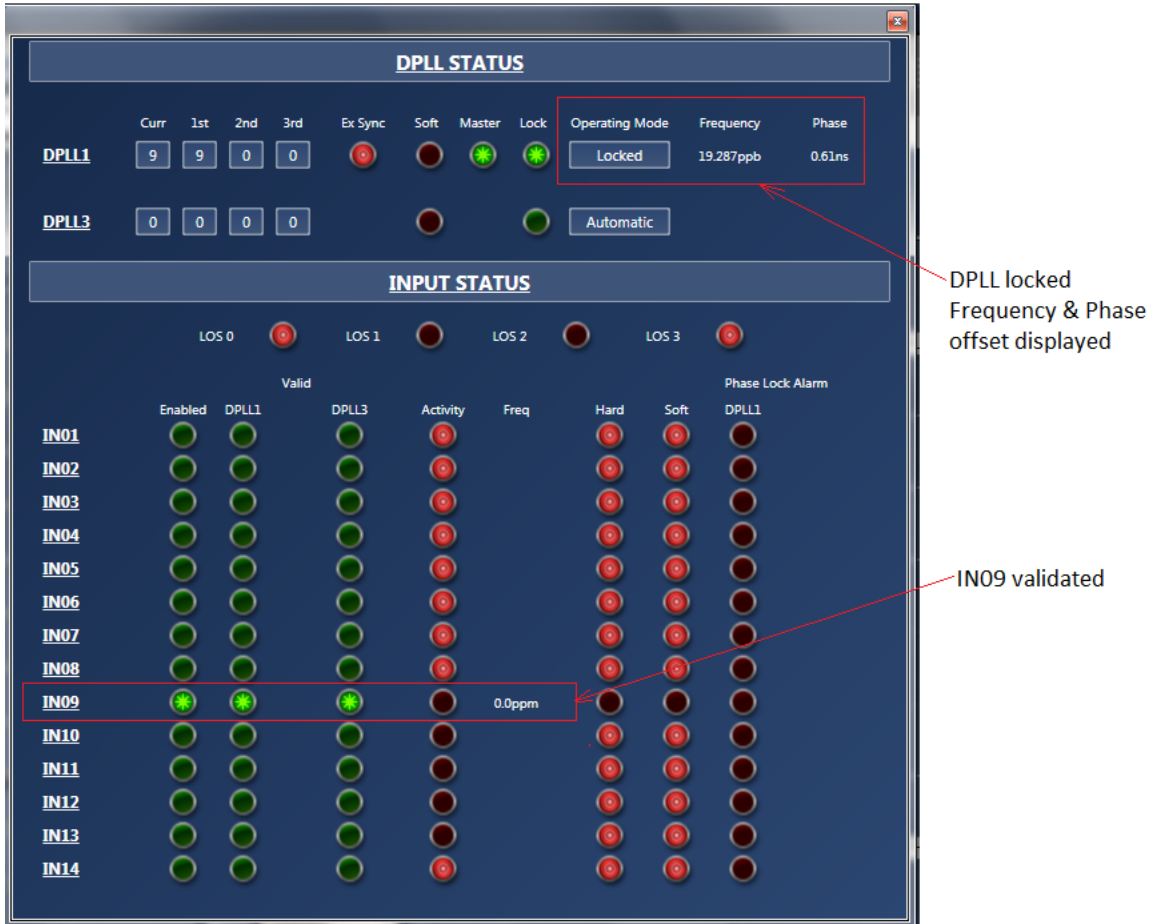 DPLL STATUS
Curr 1st 2nd 3rd Ex Sync Soft Master Lock Operating Mode Frequency Phase
DPLL1 9 9 0 0 Locked 19.287ppb 0.61ns
DPLL3 0 0 0 0 Automatic
DPLL locked
Frequency & Phase
offset displayed
INPUT STATUS
LOS 0 LOS 1 LOS 2 LOS 3
Valid Phase Lock Alarm
Enabled DPLL1 DPLL3 Activity Freq Hard Soft DPLL1
IN01
IN02
IN03
IN04
IN05
IN06
IN07
IN08
IN09 0.0ppm
IN10
IN11
IN12
IN13
IN14
IN09 validated